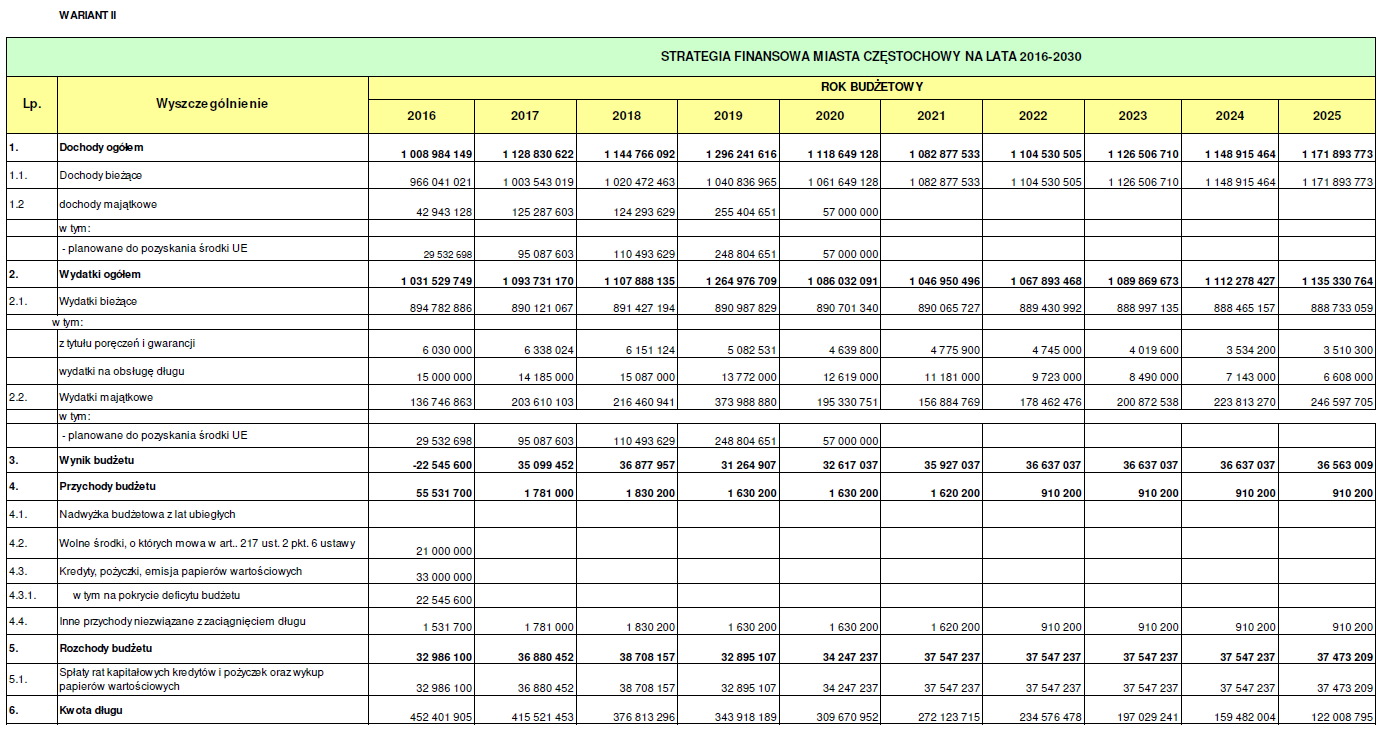 WARIANT II
STRATEGIA FINANSOWA MIASTA CZĘSTOCHOWY NA LATA 2016-2030
Lp. Wyszczególnienie ROK BUDŻETOWY
2016 2017 2018 2019 2020 2021 2022 2023 2024 2025
1. Dochody ogółem 1 008 984 149 1 128 830 622 1 144 766 092 1 296 241 616 1 118 649 128 1 082 877 533 1 104 530 505 1 126 506 710 1 148 915 464 1 171 893 773
1.1. Dochody bieżące 966 041 021 1 003 543 019 1 020 472 463 1 040 836 965 1 061 649 128 1 082 877 533 1 104 530 505 1 126 506 710 1 148 915 464 1 171 893 773
1.2 dochody majątkowe 42 943 128 125 287 603 124 293 629 255 404 651 57 000 000
w tym:
- planowane do pozyskania środki UE 29 532 698 95 087 603 110 493 629 248 804 651 57 000 000
2. Wydatki ogółem 1 031 529 749 1 093 731 170 1 107 888 135 1 264 976 709 1 086 032 091 1 046 950 496 1 067 893 468 1 089 869 673 1 112 278 427 1 135 330 764
2.1. Wydatki bieżące 894 782 886 890 121 067 891 427 194 890 987 829 890 701 340 890 065 727 889 430 992 888 997 135 888 465 157 888 733 059
w tym:
z tytułu poręczeń i gwarancji 6 030 000 6 338 024 6 151 124 5 082 531 4 639 800 4 775 900 4 745 000 4 019 600 3 534 200 3 510 300
wydatki na obsługę długu 15 000 000 14 185 000 15 087 000 13 772 000 12 619 000 11 181 000 9 723 000 8 490 000 7 143 000 6 608 000
2.2. Wydatki majątkowe 136 746 863 203 610 103 216 460 941 373 988 880 195 330 751 156 884 769 178 462 476 200 872 538 223 813 270 246 597 705
w tym:
- planowane do pozyskania środki UE 29 532 698 95 087 603 110 493 629 248 804 651 57 000 000
3. Wynik budżetu -22 545 600 35 099 452 36 877 957 31 264 907 32 617 037 35 927 037 36 637 037 36 637 037 36 637 037 36 563 009
4. Przychody budżetu 55 531 700 1 781 000 1 830 200 1 630 200 1 630 200 1 620 200 910 200 910 200 910 200 910 200
4.1. Nadwyżka budżetowa z lat ubiegłych
4.2. Wolne środki, o których mowa w art.. 217 ust. 2 pkt. 6 ustawy 21 000 000
4.3. Kredyty, pożyczki, emisja papierów wartościowych 33 000 000
4.3.1. w tym na pokrycie deficytu budżetu 22 545 600
4.4. Inne przychody niezwiązane z zaciągnięciem długu 1 531 700 1 781 000 1 830 200 1 630 200 1 630 200 1 620 200 910 200 910 200 910 200 910 200
5. Rozchody budżetu 32 986 100 36 880 452 38 708 157 32 895 107 34 247 237 37 547 237 37 547 237 37 547 237 37 547 237 37 473 209
5.1. Spłaty rat kapitałowych kredytów i pożyczek oraz wykup
papierów wartościowych 32 986 100 36 880 452 38 708 157 32 895 107 34 247 237 37 547 237 37 547 237 37 547 237 37 547 237 37 473 209
6. Kwota długu 452 401 905 415 521 453 376 813 296 343 918 189 309 670 952 272 123 715 234 576 478 197 029 241 159 482 004 122 008 795